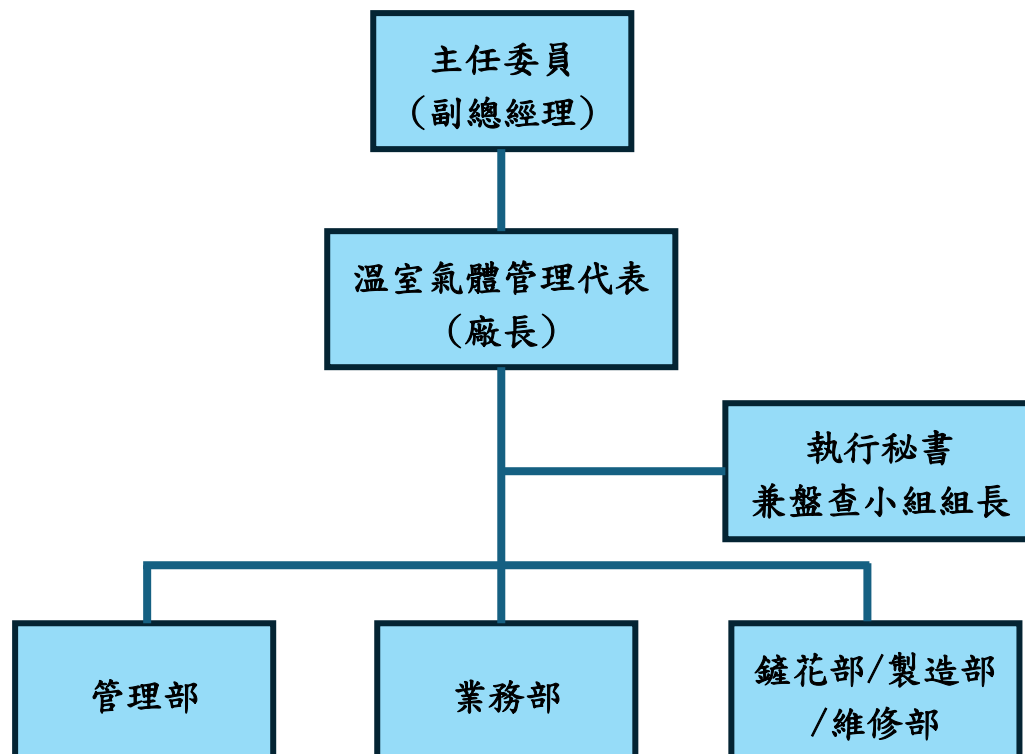 主任委員
(副總經理)
溫室氣體管理代表
(廠長)
執行秘書
兼盤查小組組長
管理部
業務部
鏟花部/製造部
/維修部